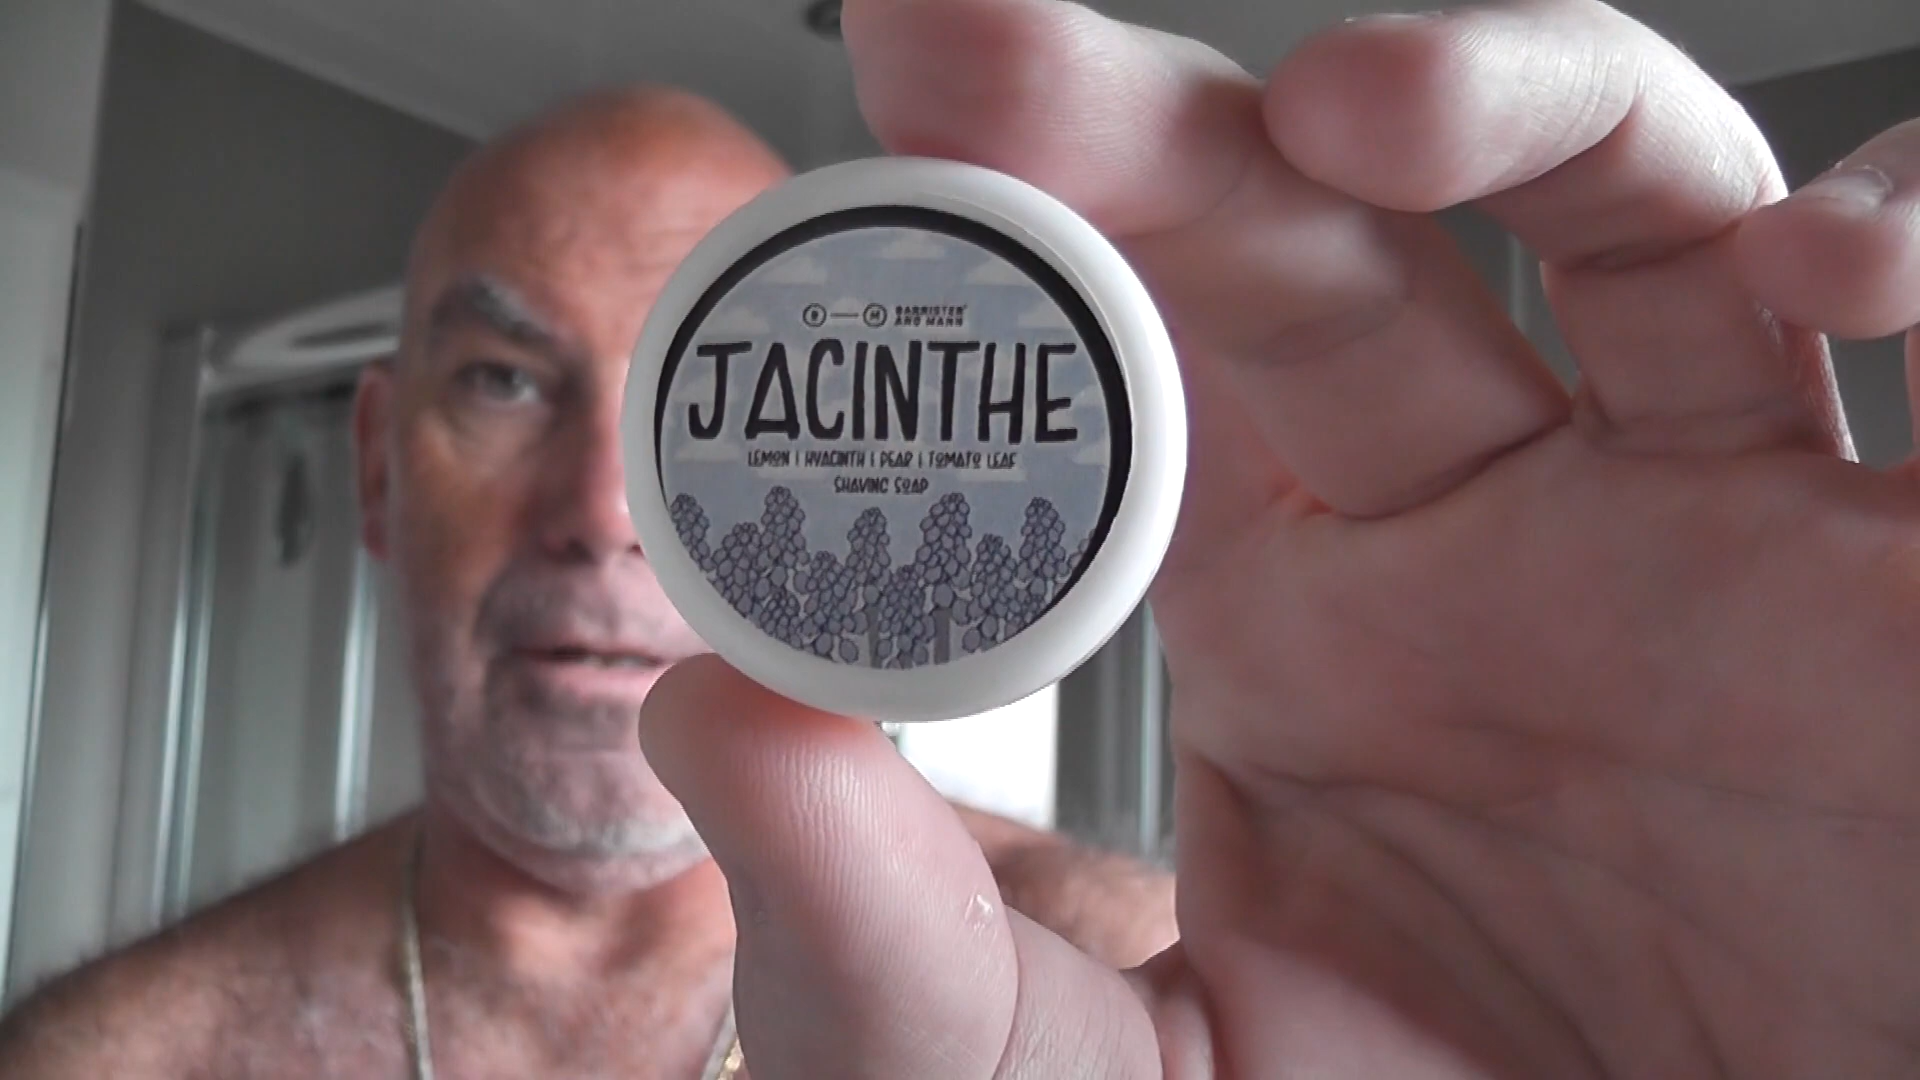 B M BARRISTER
AND MANN
JACINTHE
LEMON | HYACINTH | PEAR | TOMATO LEAF
SHAVING SOAP